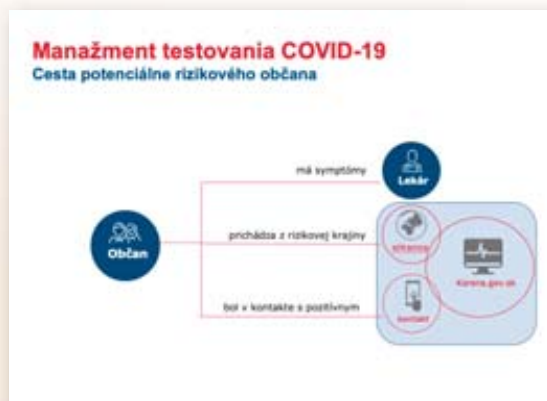 Manažment testovania COVID-19
Cesta potenciálne rizikového občana
má symptómy
Lekár
prichádza z rizikovej krajiny
Občan
Korona.gov.sk
bol v kontakte s pozitívnym
kontakt